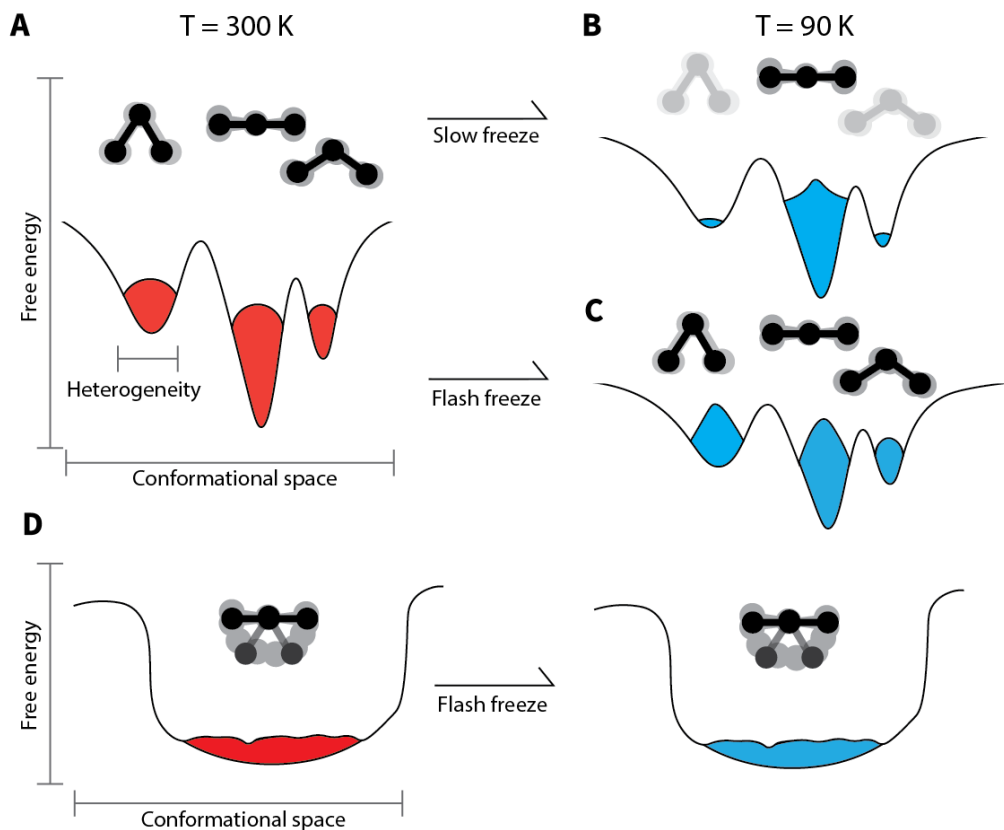 A
T = 300 K
B
T = 90 K
Slow freeze
Free energy
C
Heterogeneity
Flash freeze
Conformational space
D
Free energy
Flash freeze
Conformational space